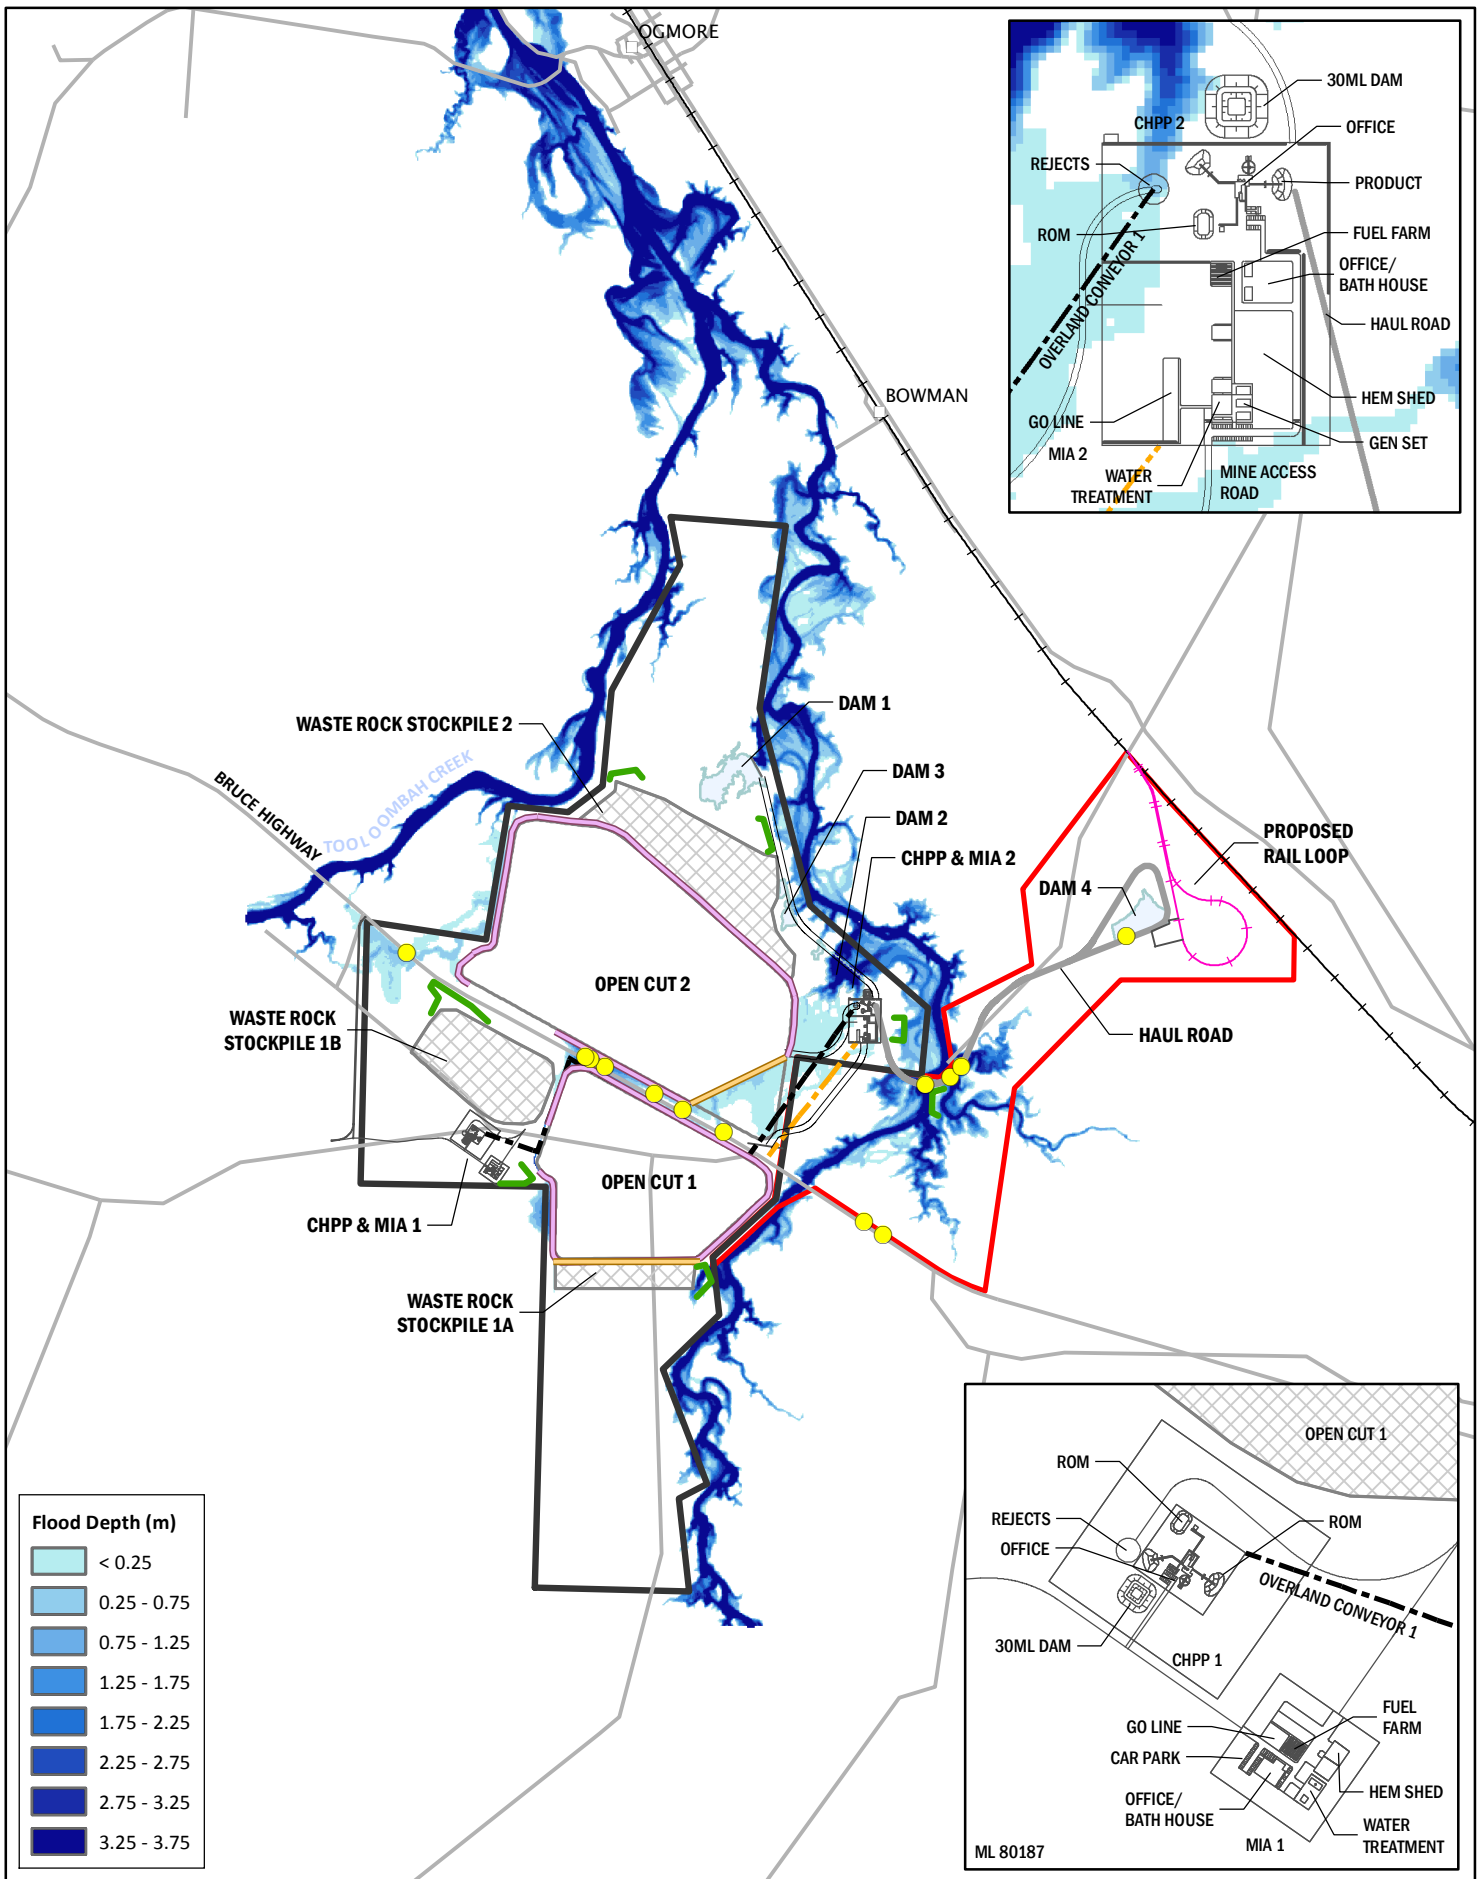 OGMORE
BOWMAN
30ML DAM
CHPP 2
OFFICE
REJECTS
PRODUCT
ROM
FUEL FARM
OFFICE/
BATH HOUSE
OVERLAND CONVEYOR 1
HAUL ROAD
HEM SHED
GO LINE
GEN SET
MIA 2
WATER
TREATMENT
MINE ACCESS
ROAD
WASTE ROCK STOCKPILE 2
DAM 1
TOOLOOMBAH CREEK
BRUCE HIGHWAY
DAM 3
DAM 2
CHPP & MIA 2
PROPOSED
RAIL LOOP
DAM 4
OPEN CUT 2
WASTE ROCK
STOCKPILE 1B
HAUL ROAD
OPEN CUT 1
CHPP & MIA 1
WASTE ROCK
STOCKPILE 1A
Flood Depth (m)
< 0.25
0.25 - 0.75
0.75 - 1.25
1.25 - 1.75
1.75 - 2.25
2.25 - 2.75
2.75 - 3.25
3.25 - 3.75
OPEN CUT 1
ROM
REJECTS
ROM
OFFICE
OVERLAND CONVEYOR 1
30ML DAM
CHPP 1
FUEL
FARM
GO LINE
CAR PARK
HEM SHED
OFFICE/
BATH HOUSE
WATER
TREATMENT
MIA 1
ML 80187